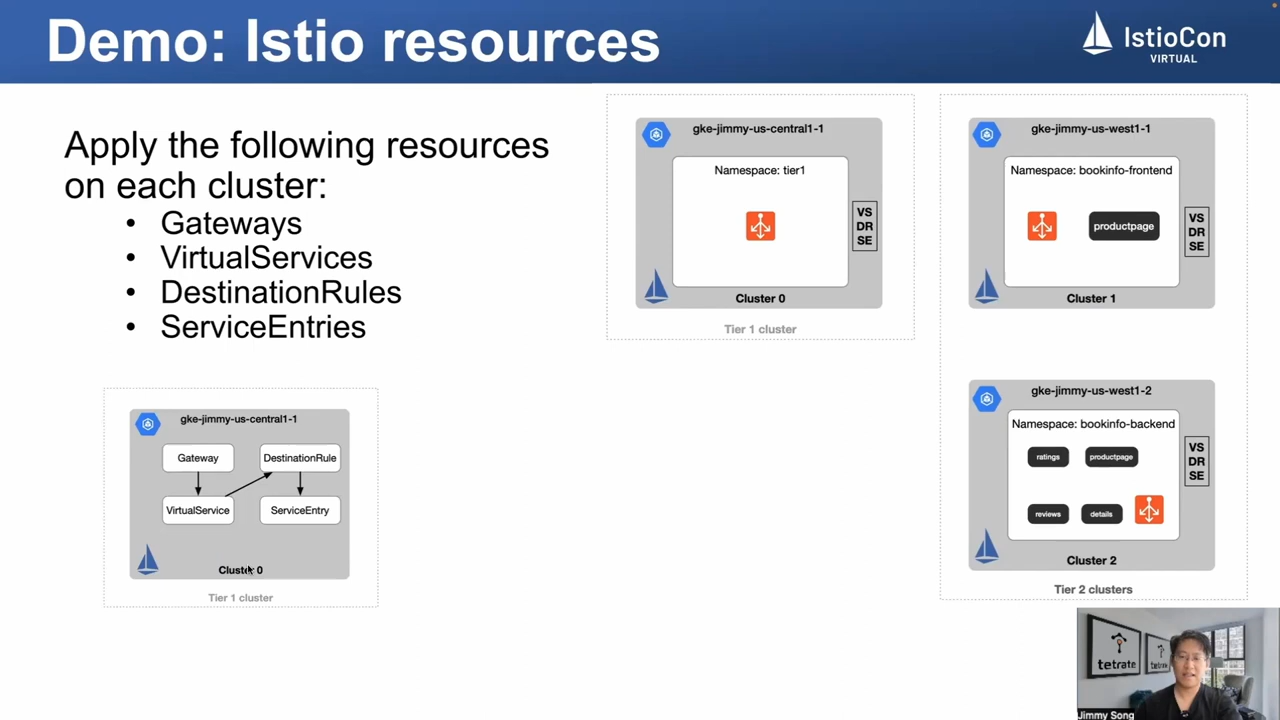 Demo: Istio resources
IstioCon
VIRTUAL
Apply the following resources
on each cluster:
• Gateways
• VirtualServices
• DestinationRules
• ServiceEntries
gke-jimmy-us-central1-1
Gateway
DestinationRule
VirtualService
ServiceEntry
Cluster 0
Tier 1 cluster
gke-jimmy-us-central1-1
Namespace: tier1
VS
DR
SE
Cluster 0
Tier 1 cluster
gke-jimmy-us-west1-1
Namespace: bookinfo-frontend
productpage
VS
DR
SE
Cluster 1
gke-jimmy-us-west1-2
Namespace: bookinfo-backend
ratings
productpage
reviews
details
VS
DR
SE
Cluster 2
Tier 2 clusters
tetrate
Jimmy Song